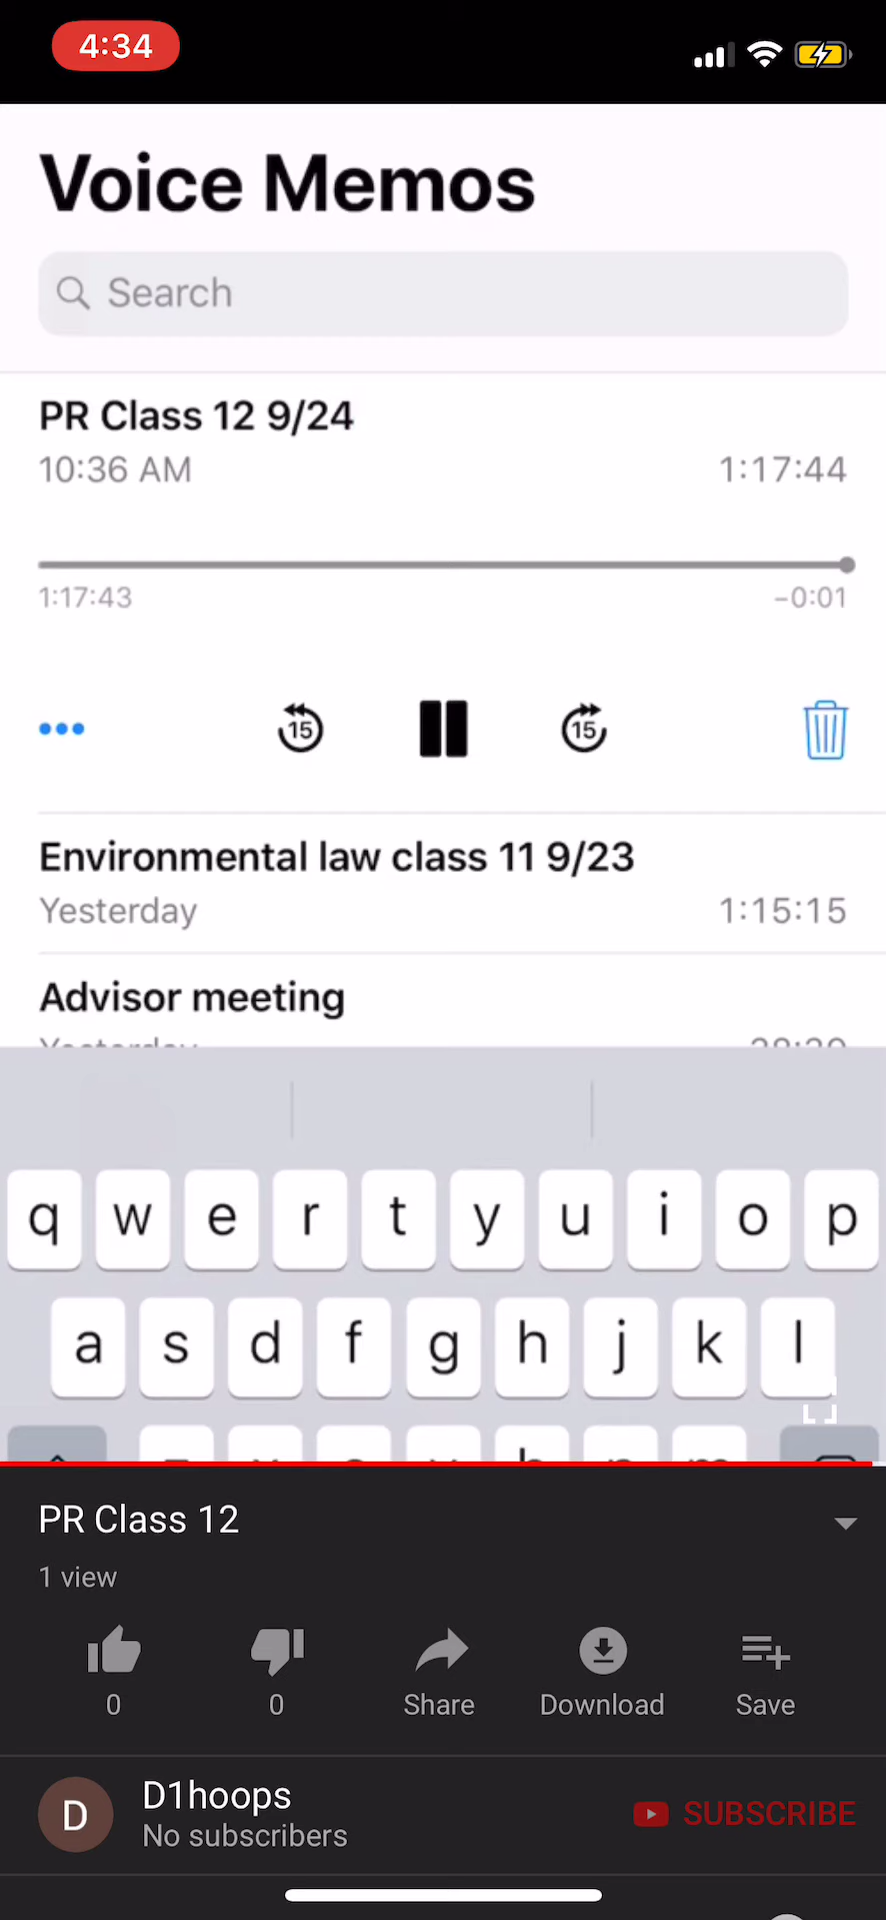 4:34
Voice Memos
Search
PR Class 12 9/24
10:36 AM 1:17:44
1:17:43 -0:01
15 15
Environmental law class 11 9/23
Yesterday 1:15:15
Advisor meeting
Yesterday
q w e r t y u i o p
a s d f g h j k l
PR Class 12
1 view
0 0 Share Download Save
D D1hoops
No subscribers
SUBSCRIBE